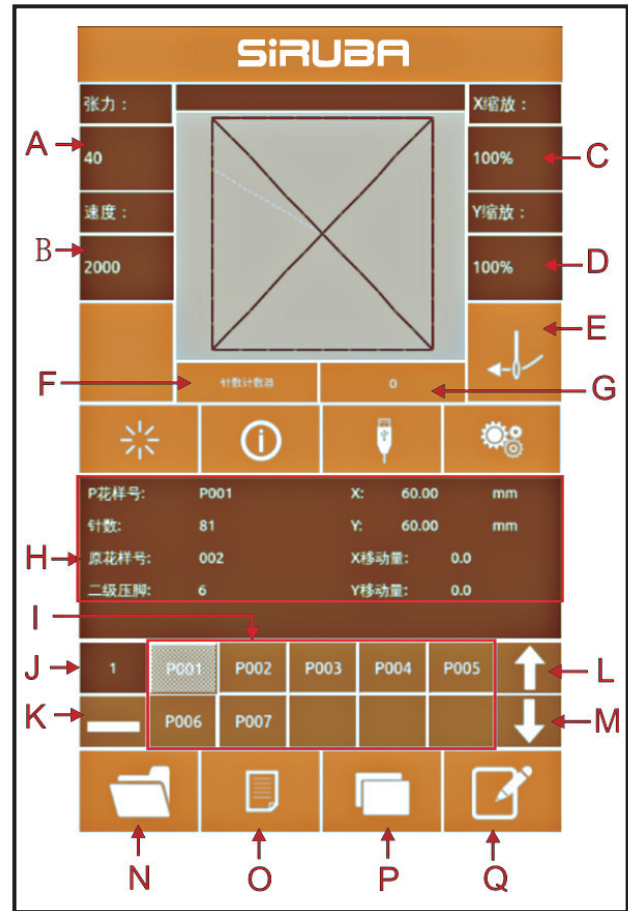 SiRUBA
张力：
X缩放：
A
40
100%
C
速度：
Y缩放：
B
2000
100%
D
E
F
针数计数器
0
G
P花样号: P001 X: 60.00 mm
针数: 81 Y: 60.00 mm
H
原花样号: 002 X移动量: 0.0
二级压脚: 6 Y移动量: 0.0
I
J
1 P001 P002 P003 P004 P005
L
K
P006 P007
M
N O P Q